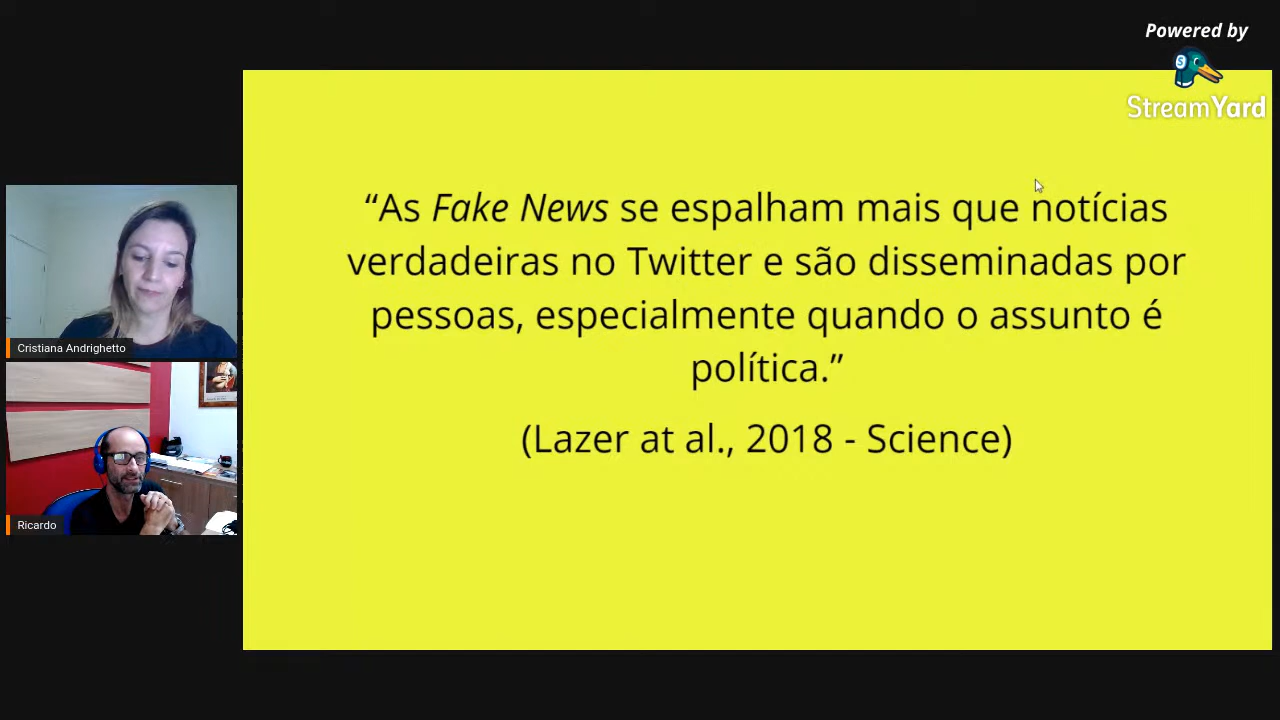 Powered by
StreamYard
“As Fake News se espalham mais que notícias
verdadeiras no Twitter e são disseminadas por
pessoas, especialmente quando o assunto é
política.”
(Lazer at al., 2018 - Science)
Cristiana Andrighetto
Ricardo